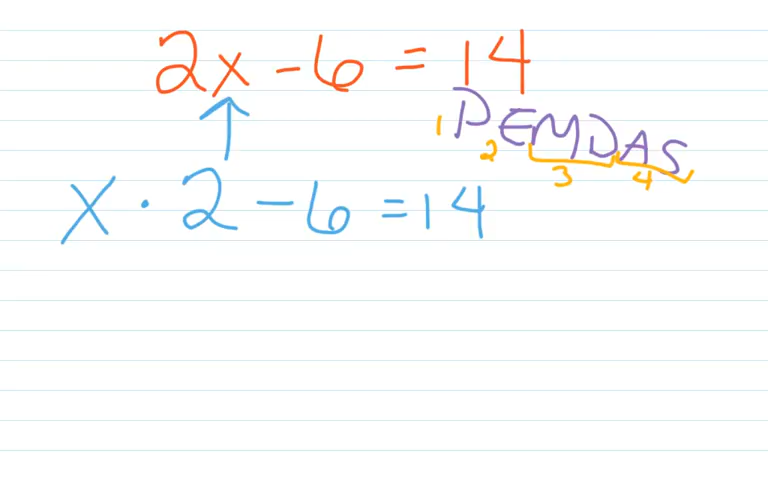 2x - 6 = 14
PEMDAS
1 2 3 4
x · 2 - 6 = 14